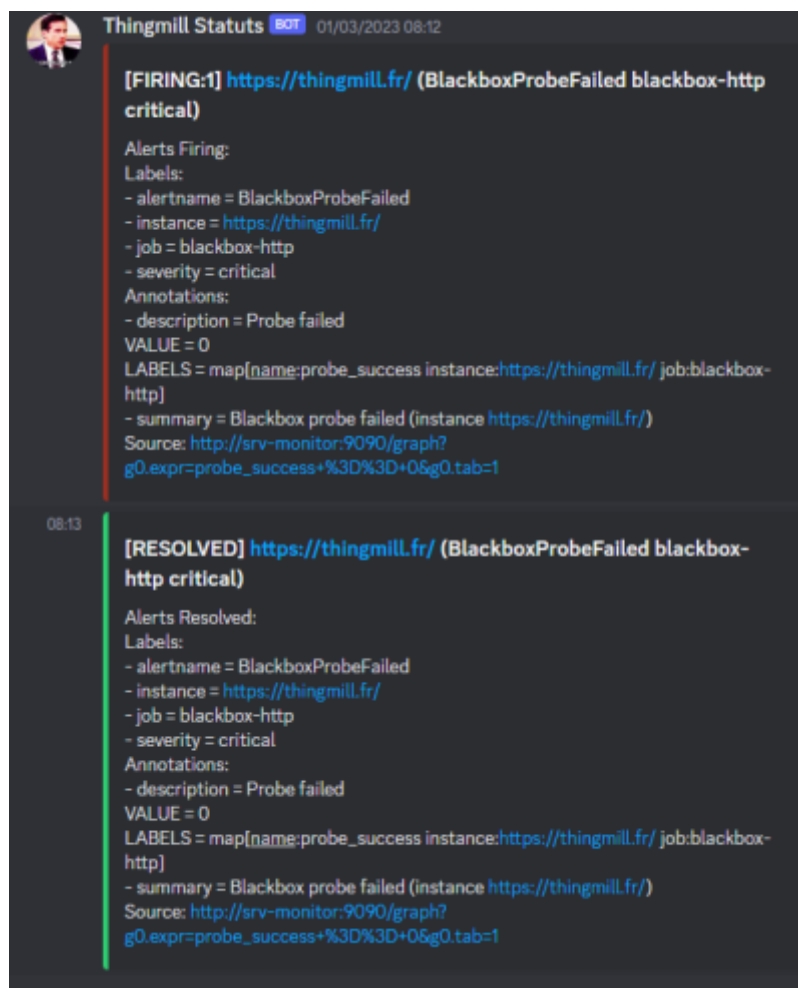 Thingmill Statuts BOT 01/03/2023 08:12
[FIRING:1] https://thingmill.fr/ (BlackboxProbeFailed blackbox-http
critical)
Alerts Firing:
Labels:
- alertname = BlackboxProbeFailed
- instance = https://thingmill.fr/
- job = blackbox-http
- severity = critical
Annotations:
- description = Probe failed
VALUE = 0
LABELS = map[name:probe_success instance:https://thingmill.fr/ job:blackbox-
http]
- summary = Blackbox probe failed (instance https://thingmill.fr/)
Source: http://srv-monitor:9090/graph?
g0.expr=probe_success+%3D%3D+0&g0.tab=1
08:13
[RESOLVED] https://thingmill.fr/ (BlackboxProbeFailed blackbox-
http critical)
Alerts Resolved:
Labels:
- alertname = BlackboxProbeFailed
- instance = https://thingmill.fr/
- job = blackbox-http
- severity = critical
Annotations:
- description = Probe failed
VALUE = 0
LABELS = map[name:probe_success instance:https://thingmill.fr/ job:blackbox-
http]
- summary = Blackbox probe failed (instance https://thingmill.fr/)
Source: http://srv-monitor:9090/graph?
g0.expr=probe_success+%3D%3D+0&g0.tab=1